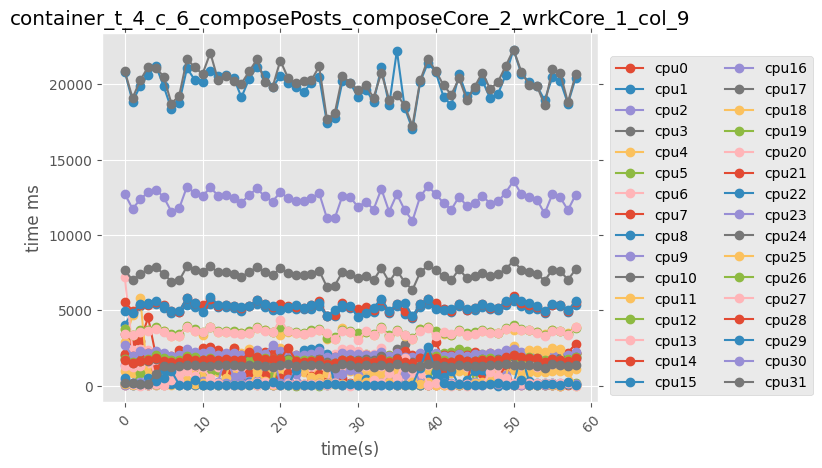 container_t_4_c_6_composePosts_composeCore_2_wrkCore_1_col_9
time ms
20000
15000
10000
5000
0
0
10
20
30
40
50
60
time(s)
cpu0
cpu1
cpu2
cpu3
cpu4
cpu5
cpu6
cpu7
cpu8
cpu9
cpu10
cpu11
cpu12
cpu13
cpu14
cpu15
cpu16
cpu17
cpu18
cpu19
cpu20
cpu21
cpu22
cpu23
cpu24
cpu25
cpu26
cpu27
cpu28
cpu29
cpu30
cpu31